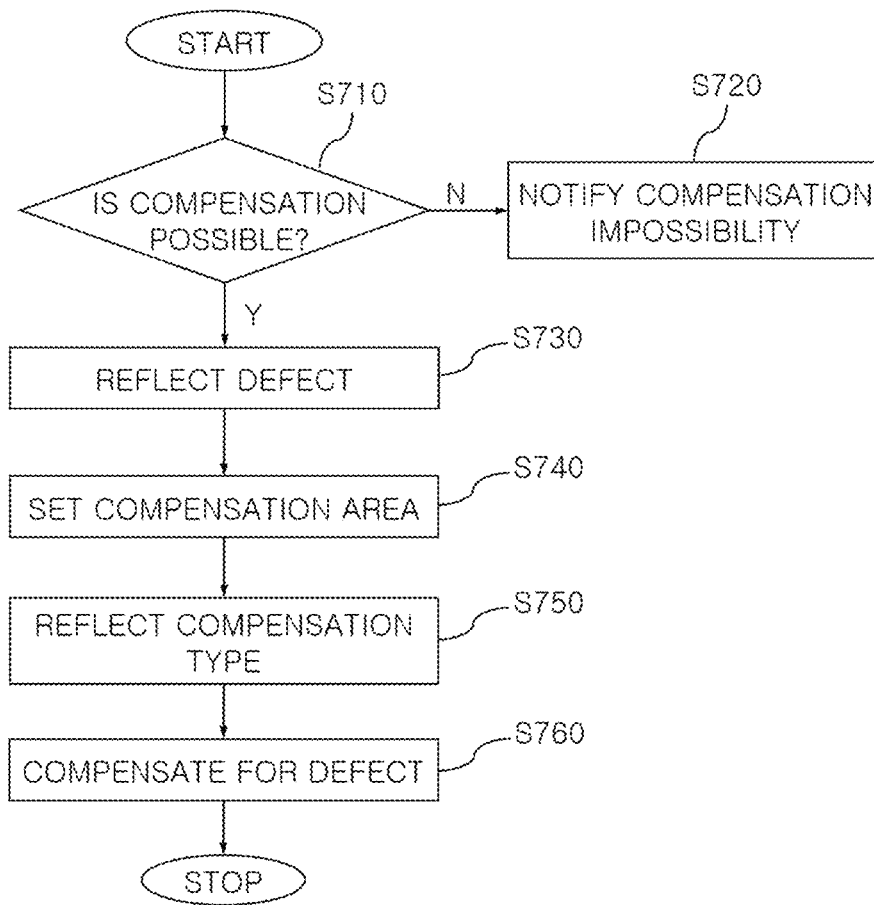 START
S710
S720
IS COMPENSATION
POSSIBLE?
N
NOTIFY COMPENSATION
IMPOSSIBILITY
Y
S730
REFLECT DEFECT
S740
SET COMPENSATION AREA
S750
REFLECT COMPENSATION
TYPE
S760
COMPENSATE FOR DEFECT
STOP